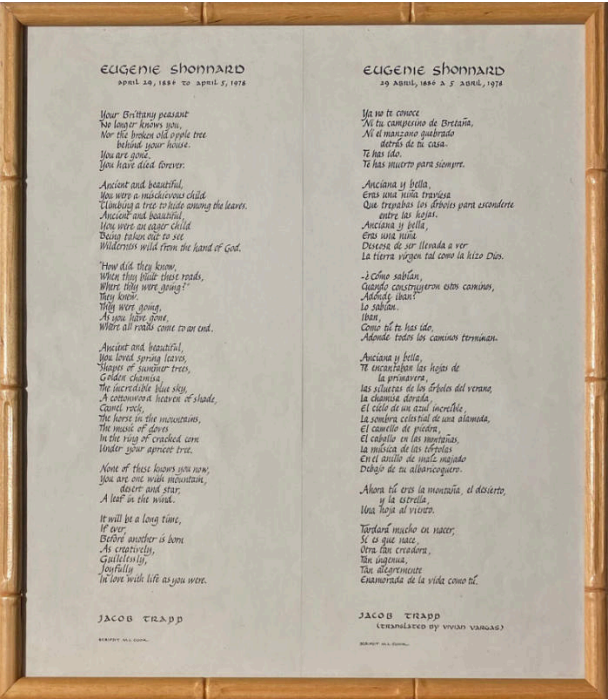 EUGENIE SHONNARD
APRIL 29, 1886 TO APRIL 5, 1978
Your Brittany peasant
No longer knows you,
Nor the broken old apple tree
behind your house.
You are gone.
You have died forever.
Ancient and beautiful,
You were a mischievous child
Climbing a tree to hide among the leaves.
Ancient and beautiful,
You were an eager child
Being taken out to see
Wilderness wild from the hand of God.
"How did they know,
When they built these roads,
Where they were going?"
They knew.
They were going,
As you have gone,
Where all roads come to an end.
Ancient and beautiful,
You loved spring leaves,
Shapes of summer trees,
Golden chamisa,
The incredible blue sky,
A cottonwood heaven of shade,
Camel rock,
The horse in the mountains,
The music of doves
In the ring of cracked corn
Under your apricot tree.
None of these knows you now,
You are one with mountain,
desert and star,
A leaf in the wind.
It will be a long time,
If ever,
Before another is born
As creatively,
Guilelessly,
Joyfully
In love with life as you were.
JACOB TRAPP
EUGENIE SHONNARD
29 ABRIL, 1886 A 5 ABRIL, 1978
Ya no te conoce
Ni tu campesino de Bretaña,
Ni el manzano quebrado
detrás de tu casa.
Te has ido.
Te has muerto para siempre.
Anciana y bella,
Eras una niña traviesa
Que trepabas los árboles para esconderte
entre las hojas.
Anciana y bella,
Eras una niña
Deseosa de ser llevada a ver
La tierra virgen tal como la hizo Dios.
-¿Cómo sabían,
Cuando construyeron estos caminos,
Adonde iban?
Lo sabían.
Iban,
Como tú te has ido,
Adonde todos los caminos terminan.
Anciana y bella,
Te encantaban las hojas de
la primavera,
las siluetas de los árboles del verano,
La chamisa dorada,
El cielo de un azul increíble,
La sombra celestial de una alameda,
El camello de piedra,
El caballo en las montañas,
La música de las tórtolas
En el anillo de maíz majado
Debajo de tu albaricoquero.
Ahora tú eres la montaña, el desierto,
y la estrella,
Una hoja al viento.
Tardará mucho en nacer,
Si es que nace,
Otra tan creadora,
Tan ingenua,
Tan alegremente
Enamorada de la vida como tú.
JACOB TRAPP
(TRANSLATED BY VIVIAN VARGAS)